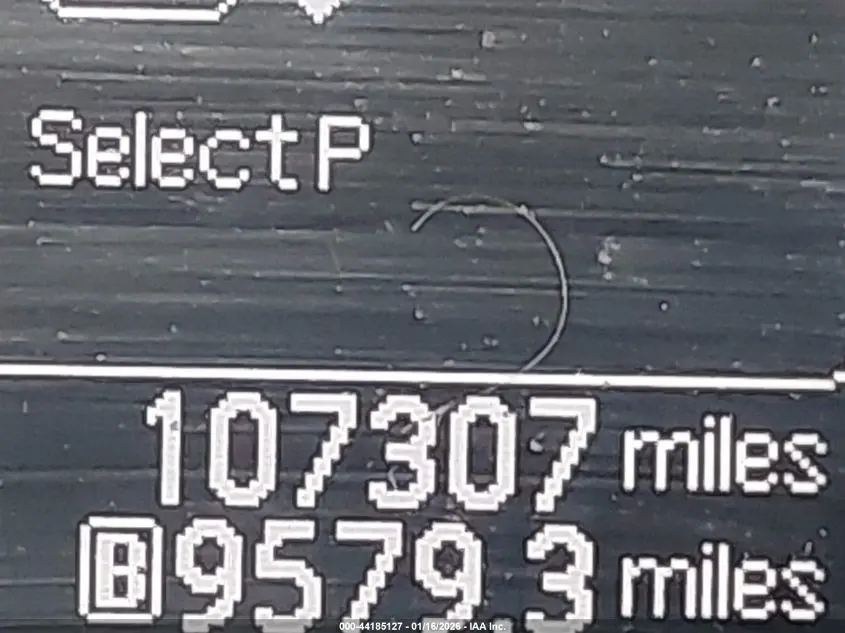 Select P
107307 miles
B 9579.3 miles
000-44185127 - 01/16/2026 - IAA Inc.